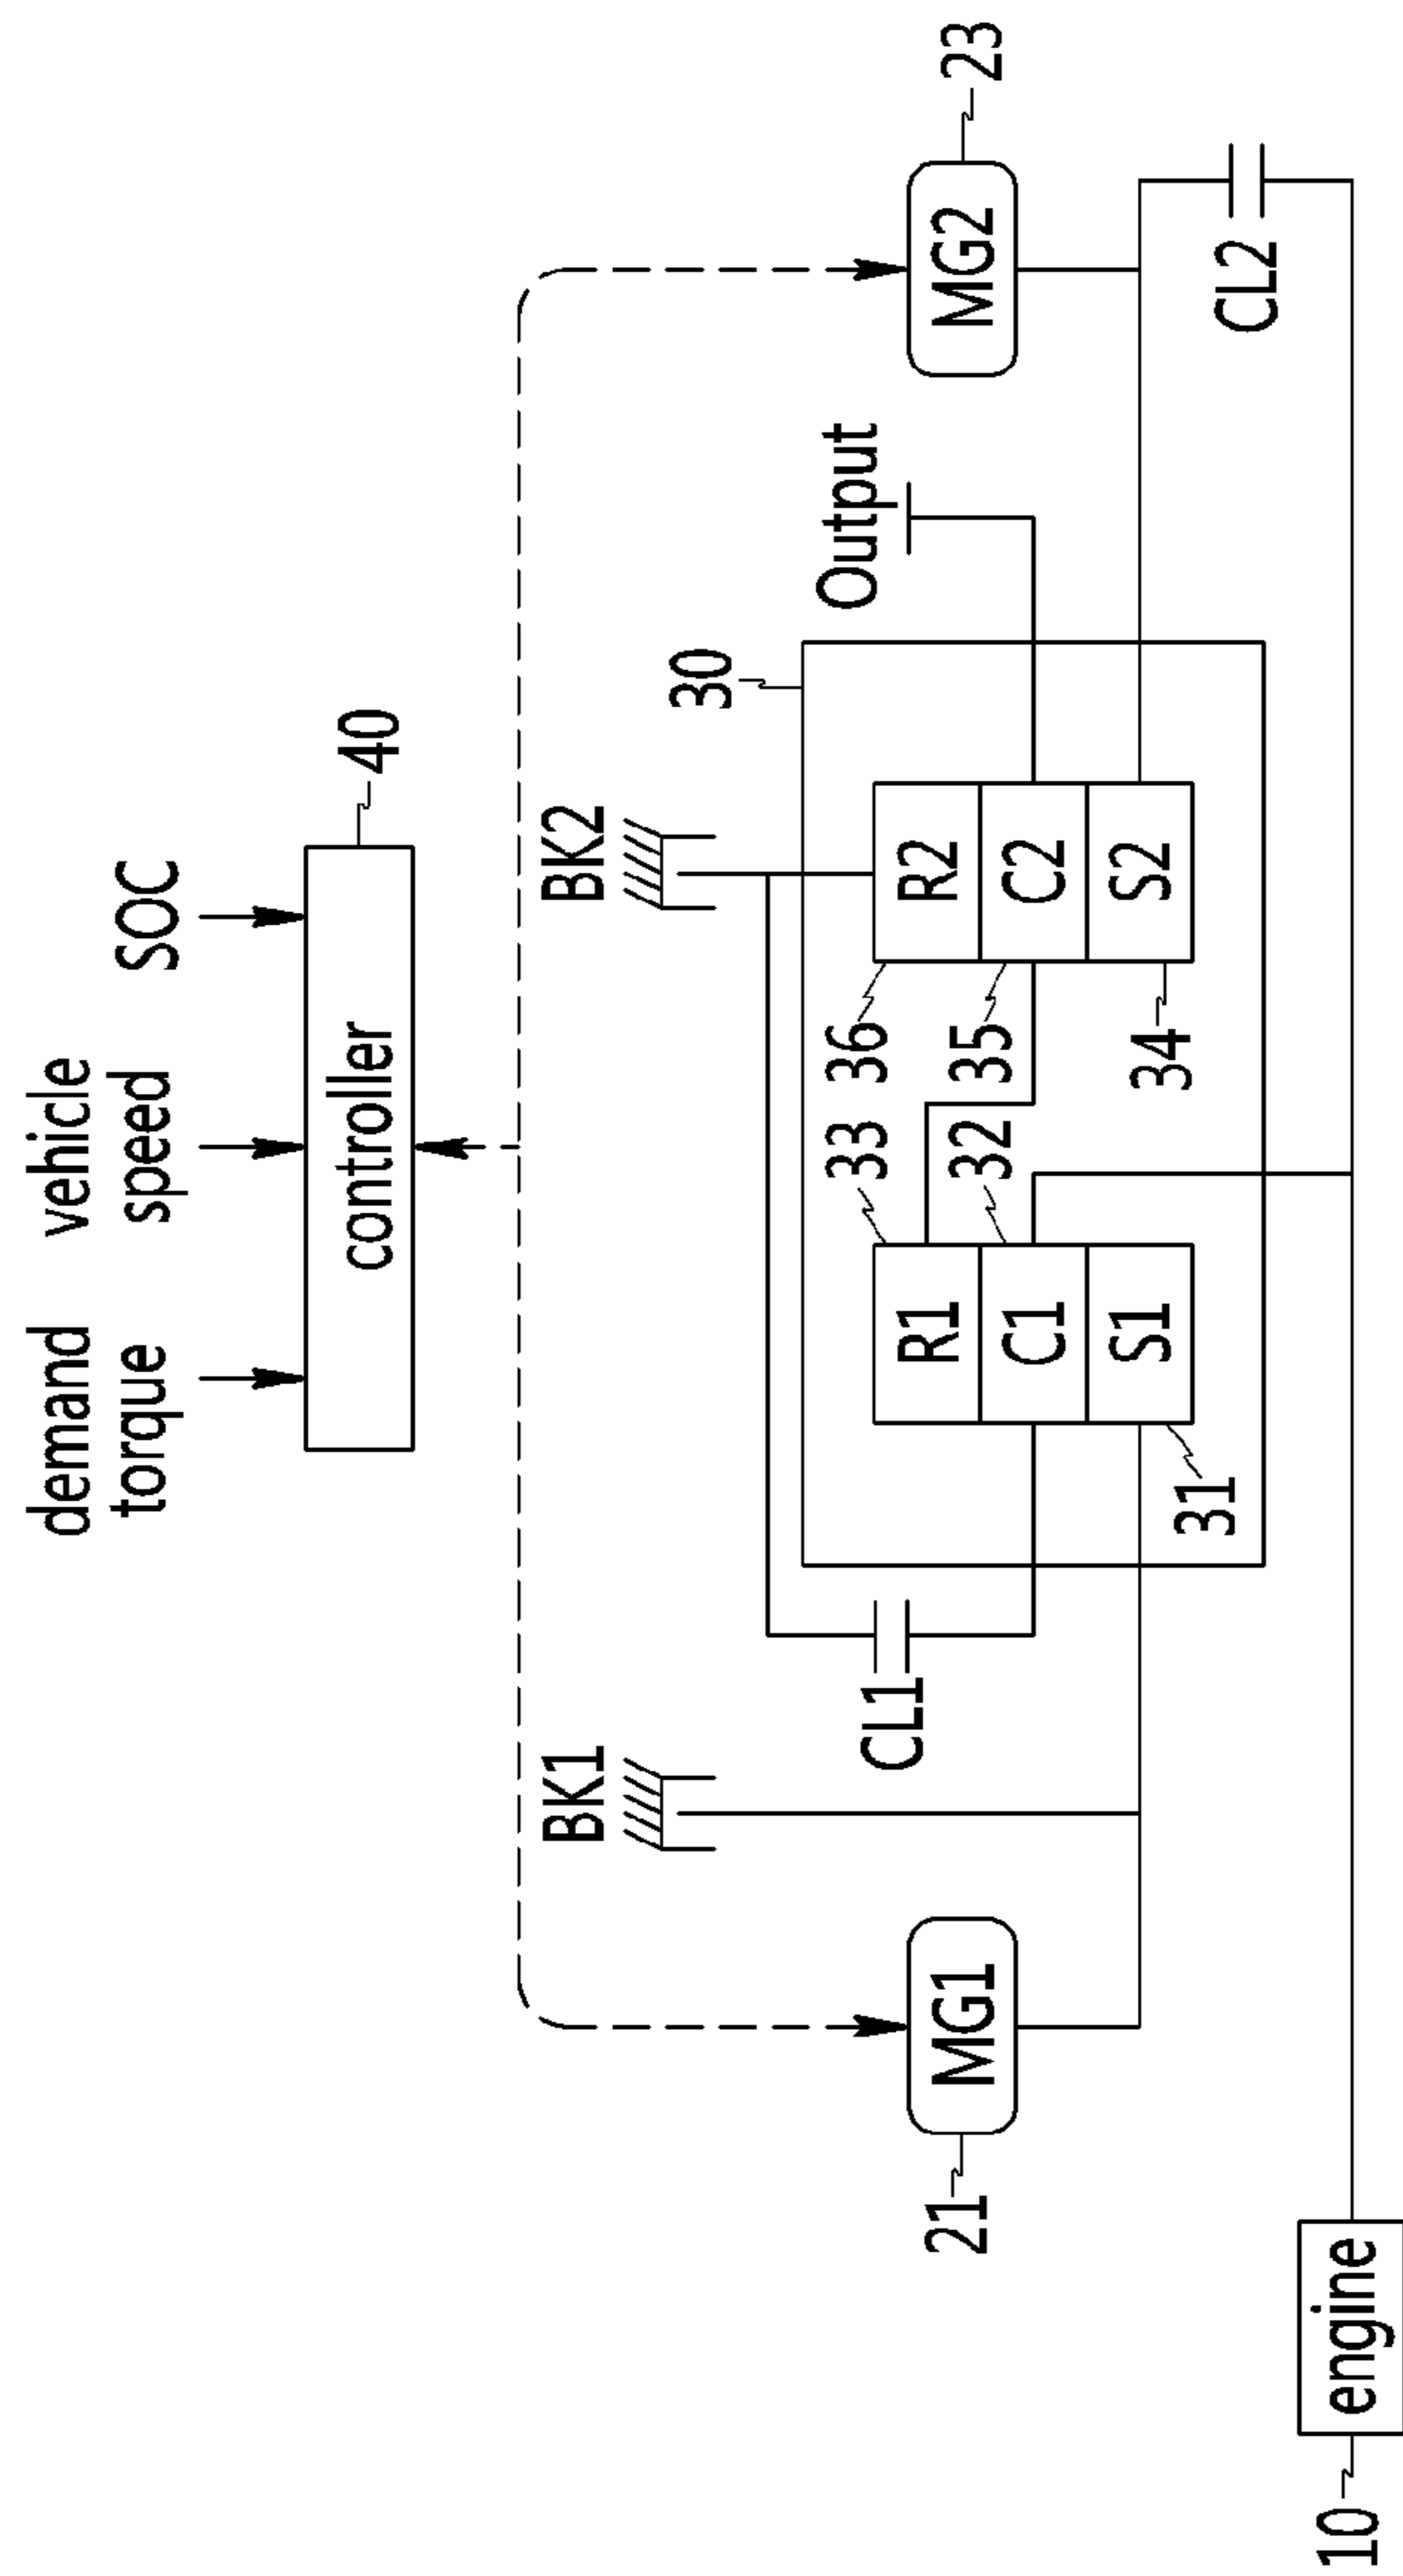 demand
torque
vehicle
speed
SOC
controller
40
BK1
BK2
30
CL1
Output
21
MG1
MG2
23
33
36
R1
R2
32
35
C1
C2
31
34
S1
S2
CL2
10
engine